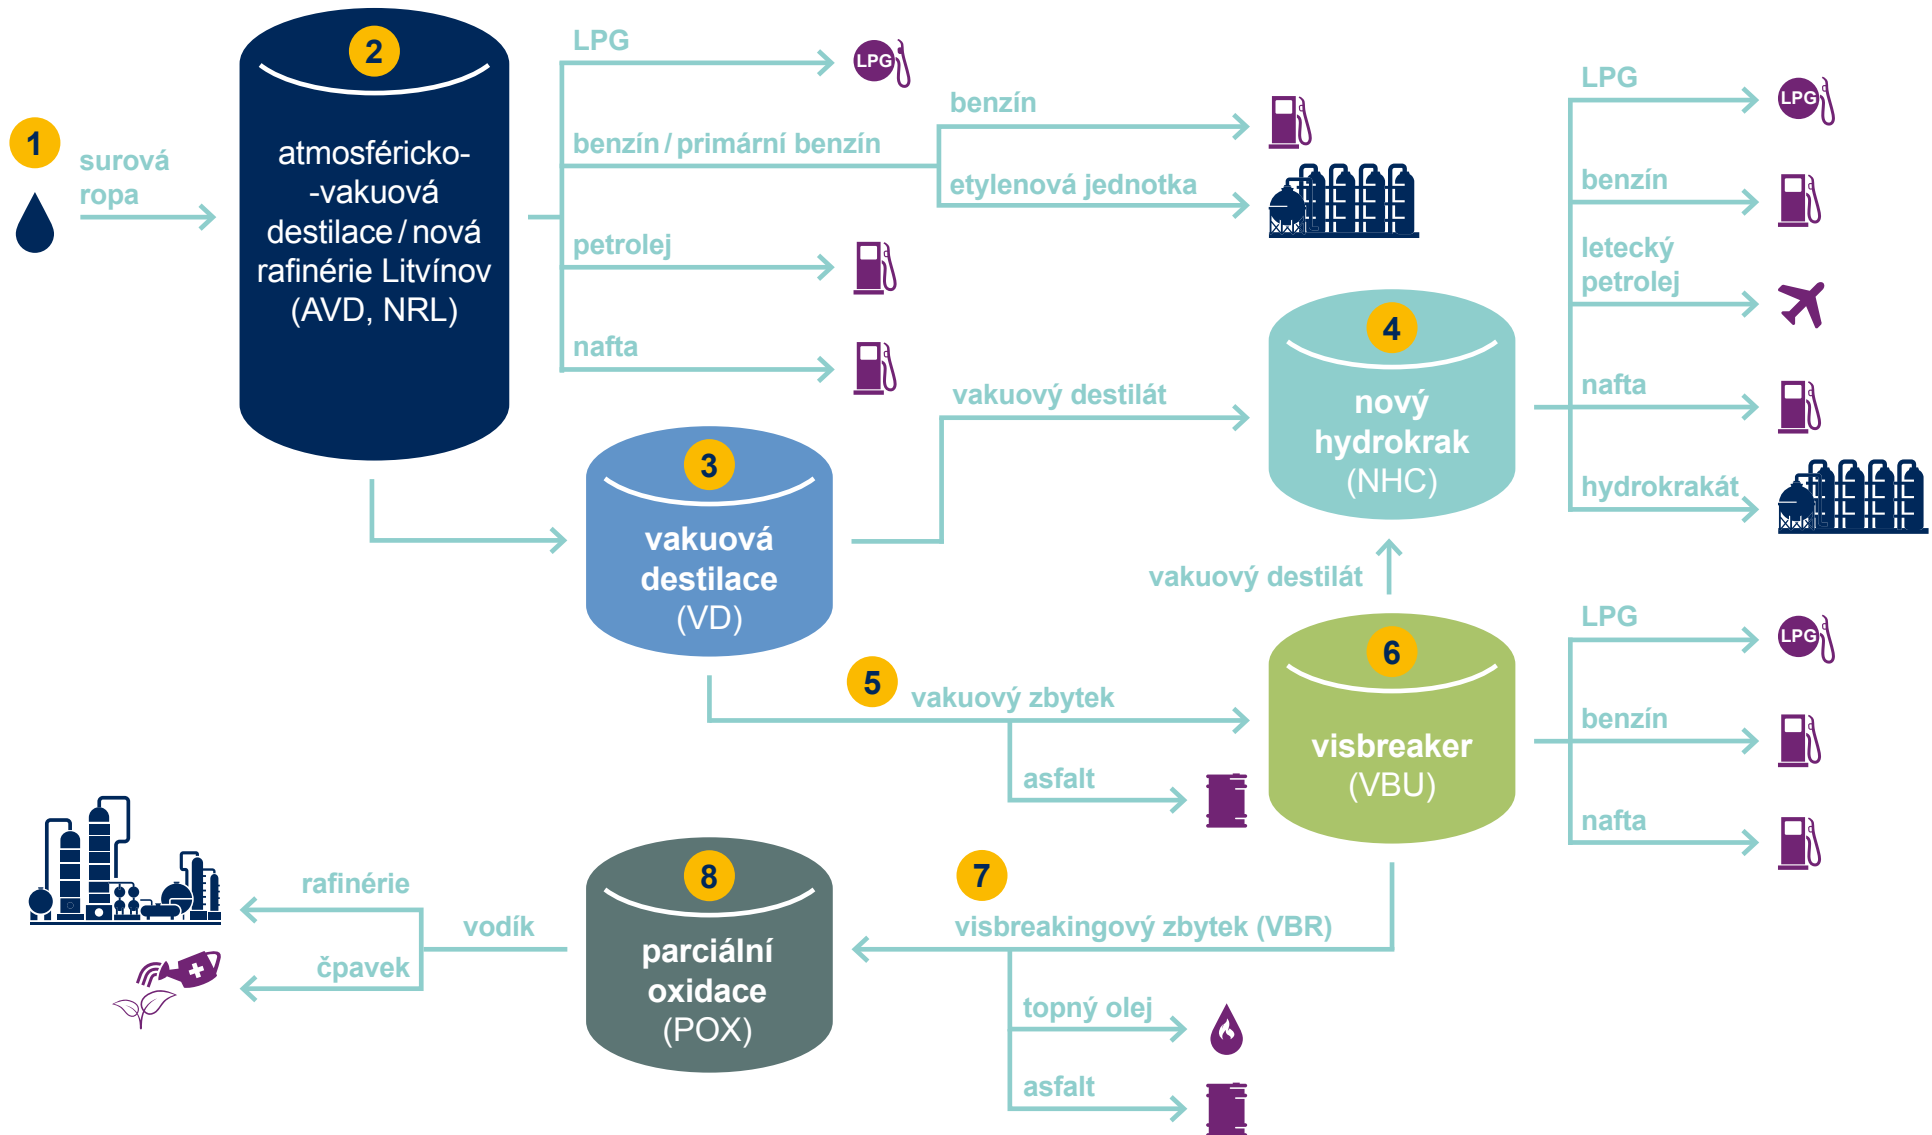 1
surová
ropa
2
atmosféricko-
-vakuová
destilace / nová
rafinérie Litvínov
(AVD, NRL)
LPG
LPG
benzín / primární benzín
benzín
etylenová jednotka
petrolej
nafta
3
vakuová
destilace
(VD)
vakuový destilát
4
nový
hydrokrak
(NHC)
LPG
LPG
benzín
letecký
petrolej
nafta
hydrokrakát
vakuový destilát
5
vakuový zbytek
asfalt
6
visbreaker
(VBU)
LPG
LPG
benzín
nafta
7
visbreakingový zbytek (VBR)
topný olej
asfalt
8
parciální
oxidace
(POX)
vodík
rafinérie
čpavek